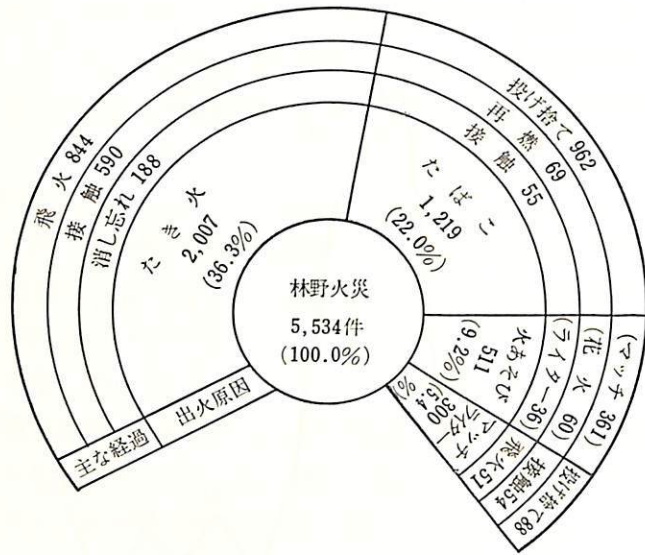 林野火災
5,534件
(100.0%)
出火原因
主な経過
たき火
2,007
(36.3%)
消し忘れ 188
接触 590
飛火 844
たばこ
1,219
(22.0%)
接触 55
再燃 69
投げ捨て 962
火あそび
511
(9.2%)
(ライター36)
(花火 60)
(マッチ 361)
マッチ・
ライター
300
(5.4%)
飛火51
接触54
投げ捨て88